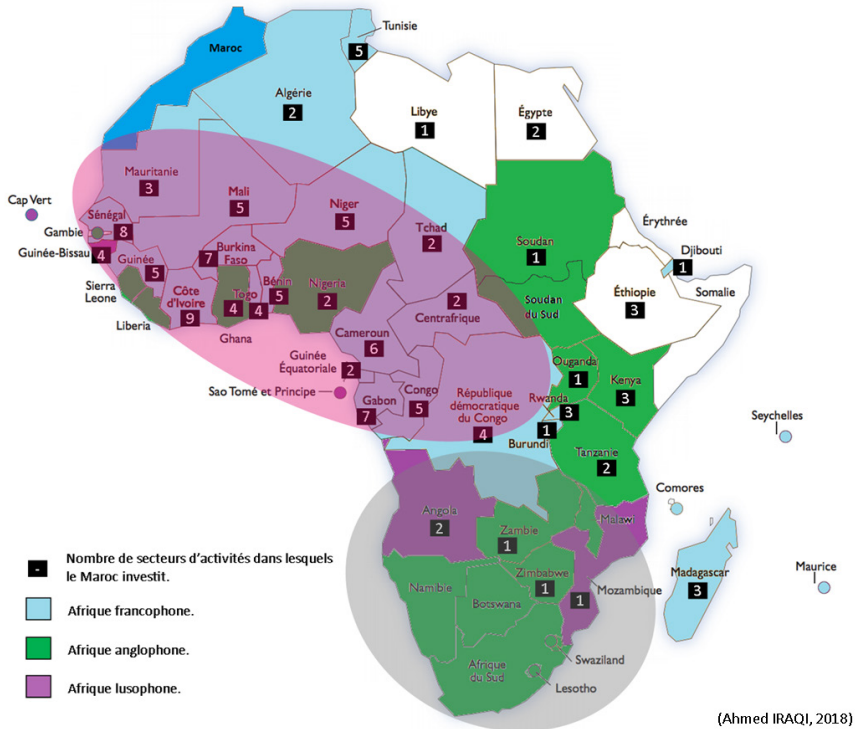 Tunisie
5
Maroc
Algérie
2
Libye
1
Égypte
2
Mauritanie
3
Mali
5
Niger
5
Tchad
2
Cap Vert
Sénégal
8
Gambie
Guinée-Bissau
4
Guinée
5
Burkina
Faso
7
Sierra
Leone
Liberia
Côte
d'Ivoire
9
Ghana
4
Togo
4
Bénin
5
Nigeria
2
Soudan
1
Érythrée
Djibouti
1
Somalie
Éthiopie
3
Soudan
du Sud
Centrafrique
2
Cameroun
6
Guinée
Équatoriale
2
Sao Tomé et Principe
Gabon
7
Congo
5
République
démocratique
du Congo
4
Ouganda
1
Kenya
3
Rwanda
3
Burundi
1
Tanzanie
2
Seychelles
Comores
Angola
2
Zambie
1
Malawi
Madagascar
3
Maurice
Zimbabwe
1
Mozambique
1
Namibie
Botswana
Afrique
du Sud
Swaziland
Lesotho
- Nombre de secteurs d'activités dans lesquels
le Maroc investit.
Afrique francophone.
Afrique anglophone.
Afrique lusophone.
(Ahmed IRAQI, 2018)